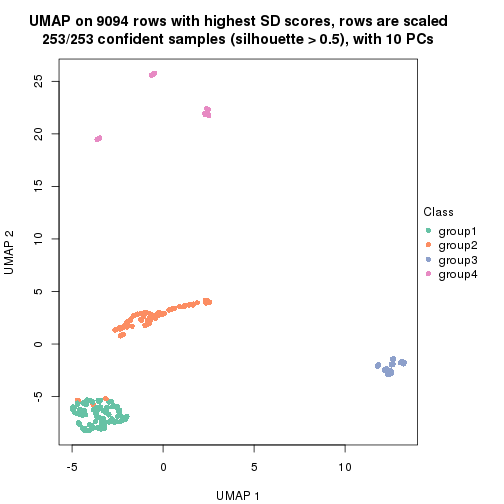 UMAP on 9094 rows with highest SD scores, rows are scaled
253/253 confident samples (silhouette > 0.5), with 10 PCs
25
20
15
10
5
0
-5
UMAP 2
-5
0
5
10
UMAP 1
Class
group1
group2
group3
group4